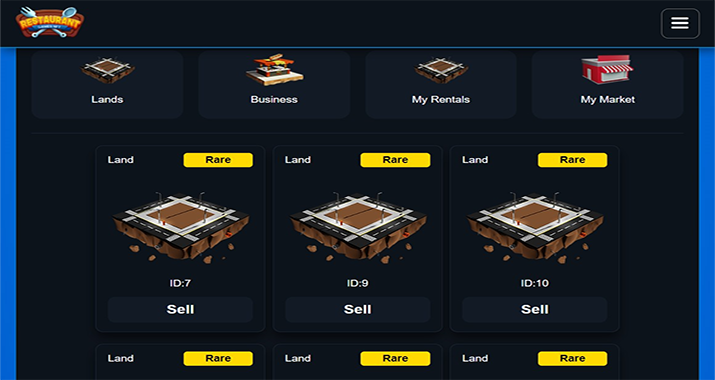 RESTAURANT
Lands
Business
My Rentals
My Market
Land Rare
Land Rare
Land Rare
ID:7
ID:9
ID:10
Sell
Sell
Sell
Land Rare
Land Rare
Land Rare